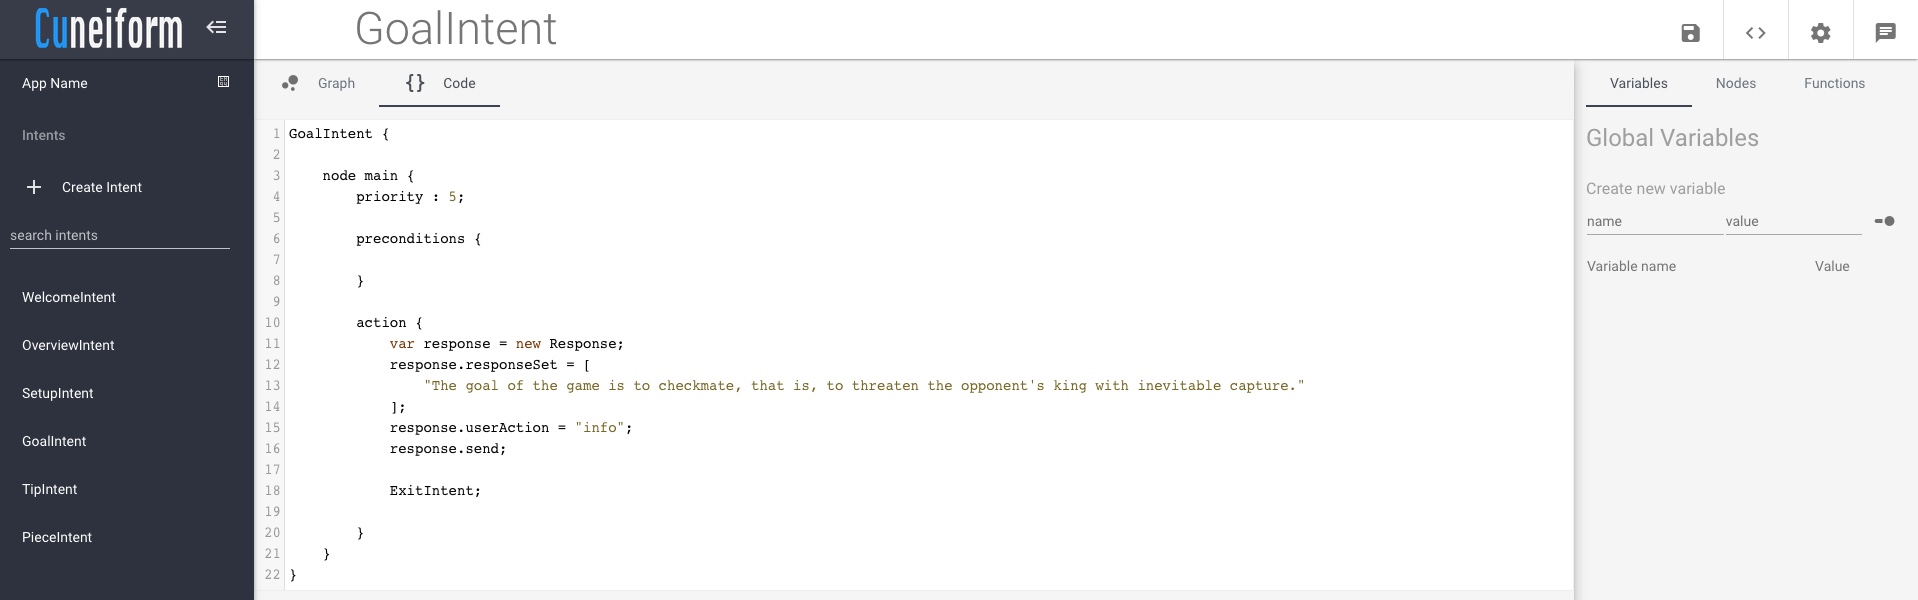 Cuneiform
App Name
Intents
Create Intent
search intents
WelcomeIntent
OverviewIntent
SetupIntent
GoalIntent
TipIntent
PieceIntent
GoalIntent
Graph
{} Code
1 GoalIntent {
2
3     node main {
4         priority : 5;
5
6         preconditions {
7
8         }
9
10         action {
11             var response = new Response;
12             response.responseSet = [
13                 "The goal of the game is to checkmate, that is, to threaten the opponent's king with inevitable capture."
14             ];
15             response.userAction = "info";
16             response.send;
17
18             ExitIntent;
19
20         }
21     }
22 }
Variables Nodes Functions
Global Variables
Create new variable
name value
Variable name Value